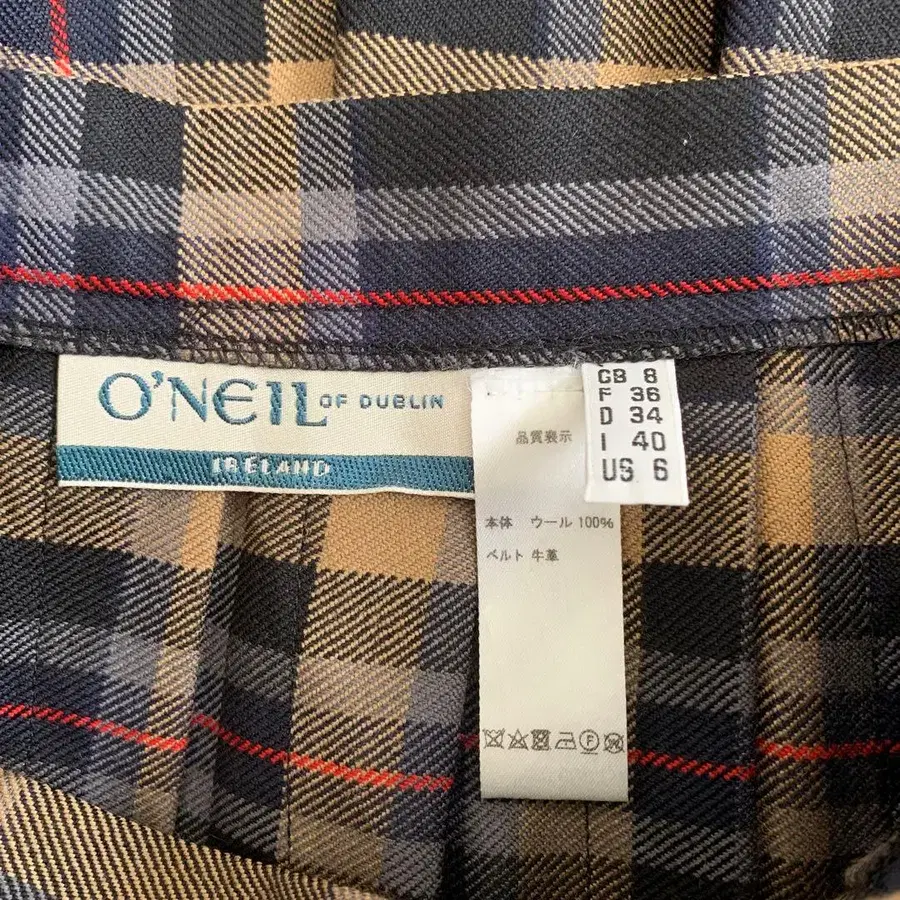 O'NEIL OF DUBLIN
IRELAND
品質表示
本体 ウール 100%
ベルト 牛革
GB 8
F 36
D 34
I 40
US 6
F